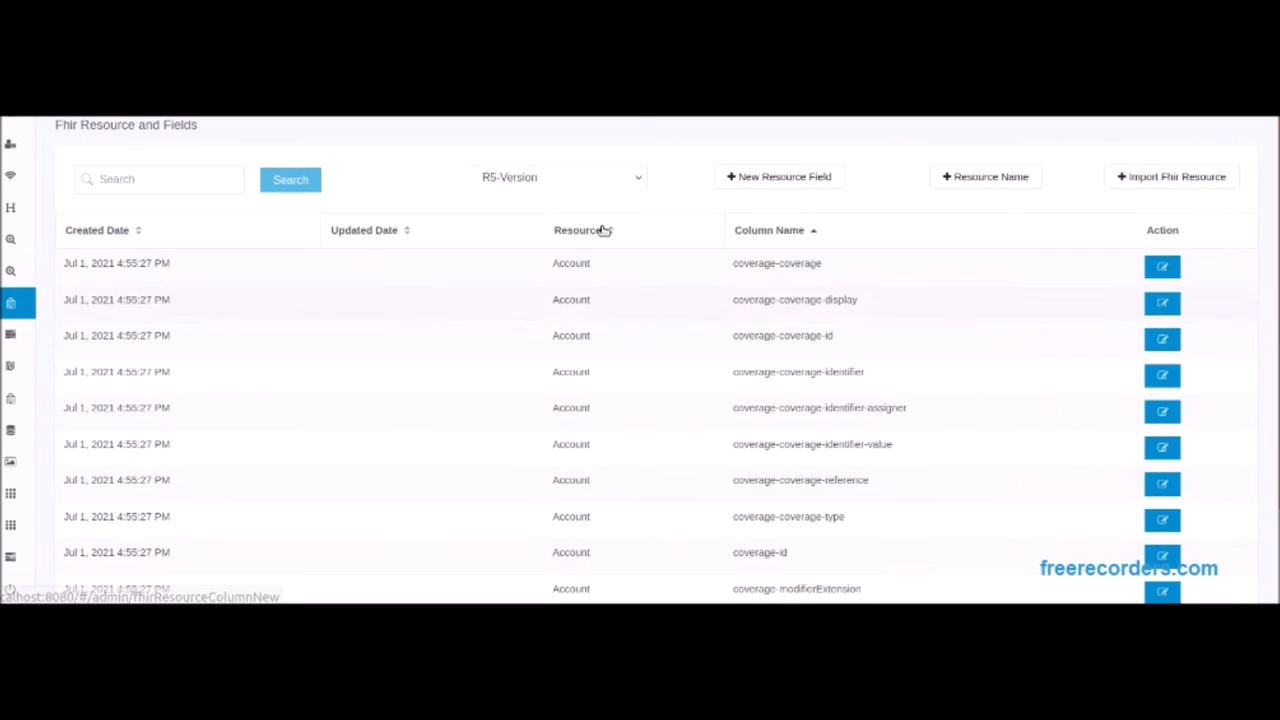 Fhir Resource and Fields
Search Search R5-Version New Resource Field Resource Name Import Fhir Resource
Created Date Updated Date Resource Column Name Action
Jul 1, 2021 4:55:27 PM Account coverage-coverage
Jul 1, 2021 4:55:27 PM Account coverage-coverage-display
Jul 1, 2021 4:55:27 PM Account coverage-coverage-id
Jul 1, 2021 4:55:27 PM Account coverage-coverage-identifier
Jul 1, 2021 4:55:27 PM Account coverage-coverage-identifier-assigner
Jul 1, 2021 4:55:27 PM Account coverage-coverage-identifier-value
Jul 1, 2021 4:55:27 PM Account coverage-coverage-reference
Jul 1, 2021 4:55:27 PM Account coverage-coverage-type
Jul 1, 2021 4:55:27 PM Account coverage-id
freerecorders.com
Jul 1, 2021 4:55:27 PM Account coverage-modifierExtension
calhost:8080/#/admin/fhirResourceColumnNew